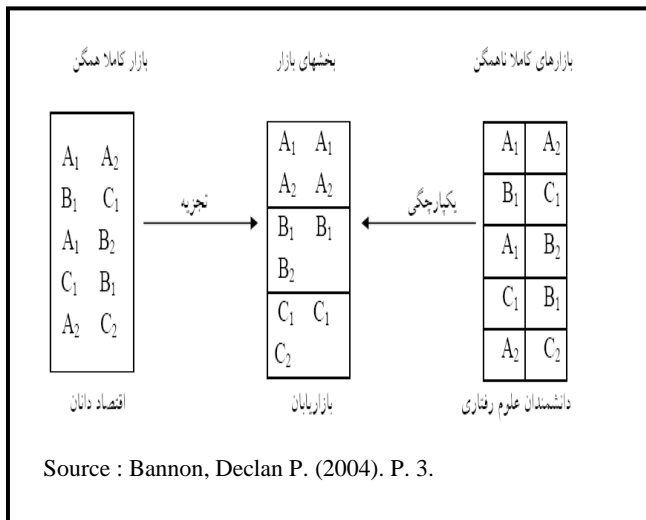 بازارهای کاملا ناهمگن
بخشهای بازار
بازار کاملا همگن
A₁ A₂
B₁ C₁
A₁ B₂
C₁ B₁
A₂ C₂
تجزیه
A₁ A₁
A₂ A₂
B₁ B₁
B₂
C₁ C₁
C₂
یکپارچگی
A₁ A₂
B₁ C₁
A₁ B₂
C₁ B₁
A₂ C₂
دانشمندان علوم رفتاری
بازاریابان
اقتصاد دانان
Source : Bannon, Declan P. (2004). P. 3.